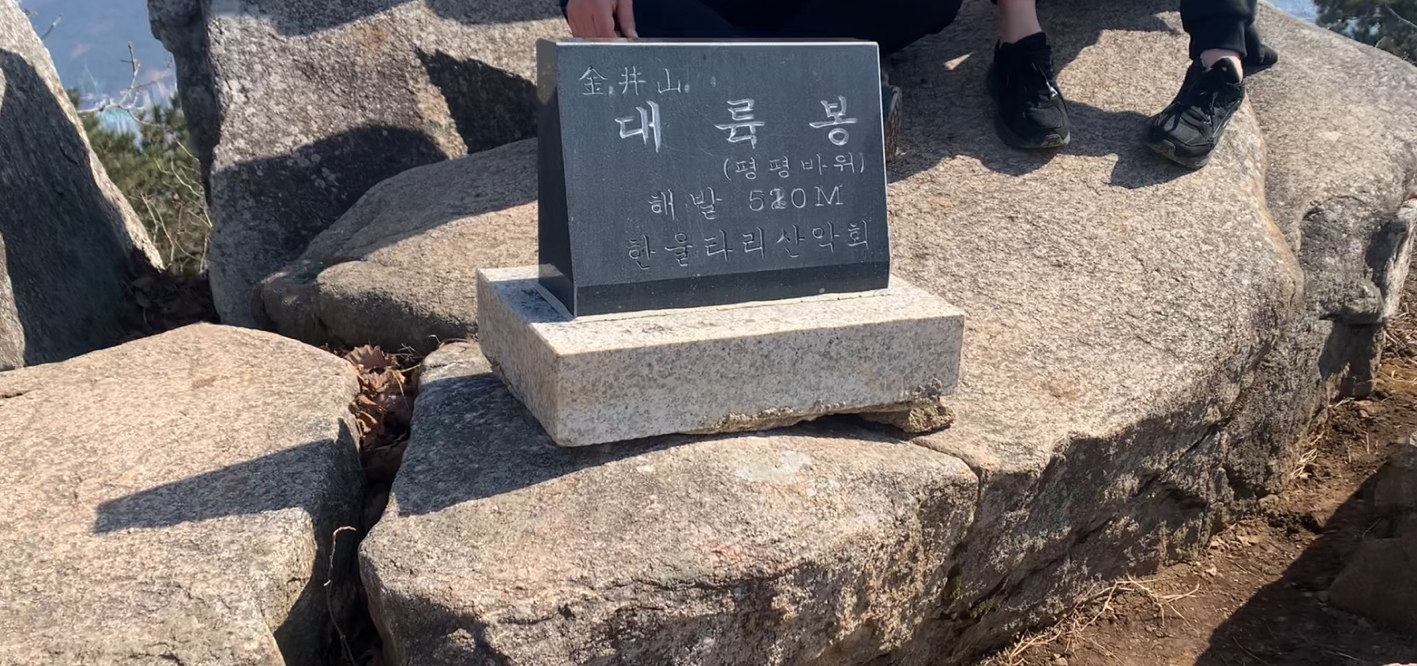 金井山
대륙봉
(평평바위)
해발 520M
한울타리산악회